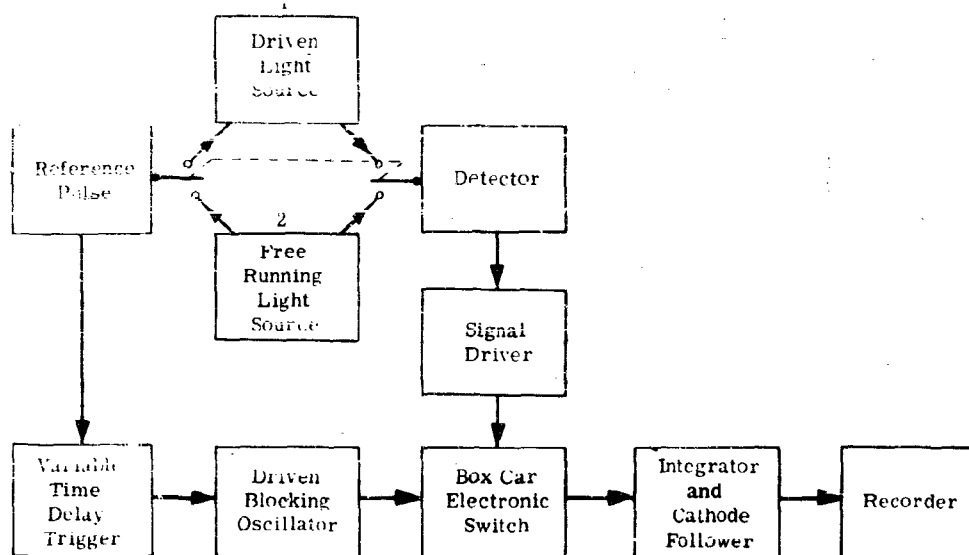 1
Driven
Light
Source
Reference
Pulse
Detector
2
Free
Running
Light
Source
Signal
Driver
Variable
Time
Delay
Trigger
Driven
Blocking
Oscillator
Box Car
Electronic
Switch
Integrator
and
Cathode
Follower
Recorder